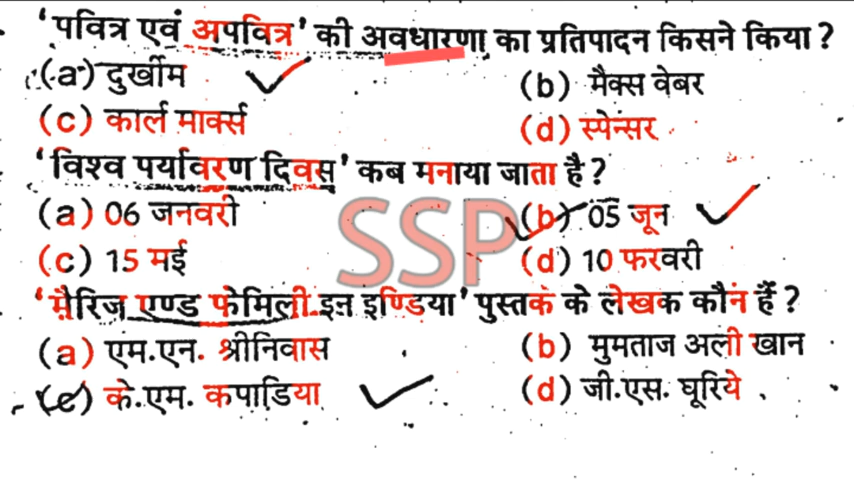 'पवित्र एवं अपवित्र' की अवधारणा का प्रतिपादन किसने किया ?
(a) दुर्खीम (b) मैक्स वेबर
(c) कार्ल मार्क्स (d) स्पेन्सर
'विश्व पर्यावरण दिवस' कब मनाया जाता है ?
(a) 06 जनवरी (b) 05 जून
(c) 15 मई (d) 10 फरवरी
SSP
'मैरिज एण्ड फेमिली इन इण्डिया' पुस्तक के लेखक कौन हैं ?
(a) एम.एन. श्रीनिवास (b) मुमताज अली खान
(c) के.एम. कपाडिया (d) जी.एस. घूरिये